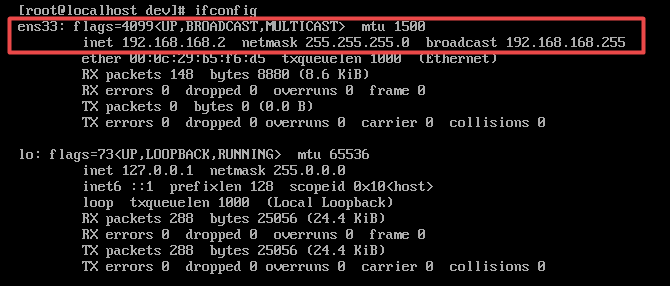 [root@localhost dev]# ifconfig
ens33: flags=4099<UP,BROADCAST,MULTICAST>  mtu 1500
        inet 192.168.168.2  netmask 255.255.255.0  broadcast 192.168.168.255
        ether 00:0c:29:b5:f6:d5  txqueuelen 1000  (Ethernet)
        RX packets 148  bytes 8880 (8.6 KiB)
        RX errors 0  dropped 0  overruns 0  frame 0
        TX packets 0  bytes 0 (0.0 B)
        TX errors 0  dropped 0 overruns 0  carrier 0  collisions 0
lo: flags=73<UP,LOOPBACK,RUNNING>  mtu 65536
        inet 127.0.0.1  netmask 255.0.0.0
        inet6 ::1  prefixlen 128  scopeid 0x10<host>
        loop  txqueuelen 1000  (Local Loopback)
        RX packets 288  bytes 25056 (24.4 KiB)
        RX errors 0  dropped 0  overruns 0  frame 0
        TX packets 288  bytes 25056 (24.4 KiB)
        TX errors 0  dropped 0 overruns 0  carrier 0  collisions 0